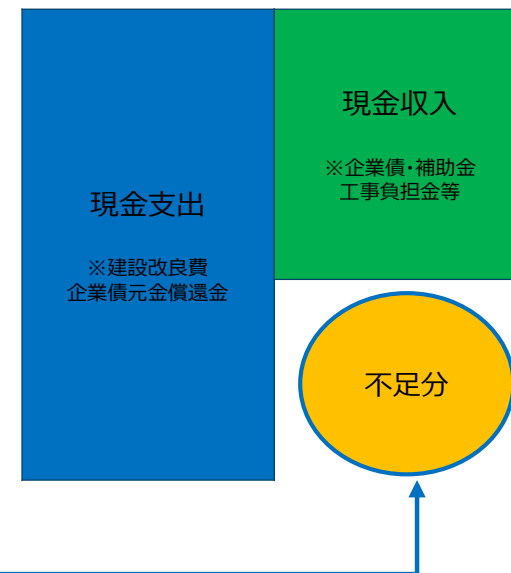 現金支出
※建設改良費
企業債元金償還金
現金収入
※企業債・補助金
工事負担金等
不足分